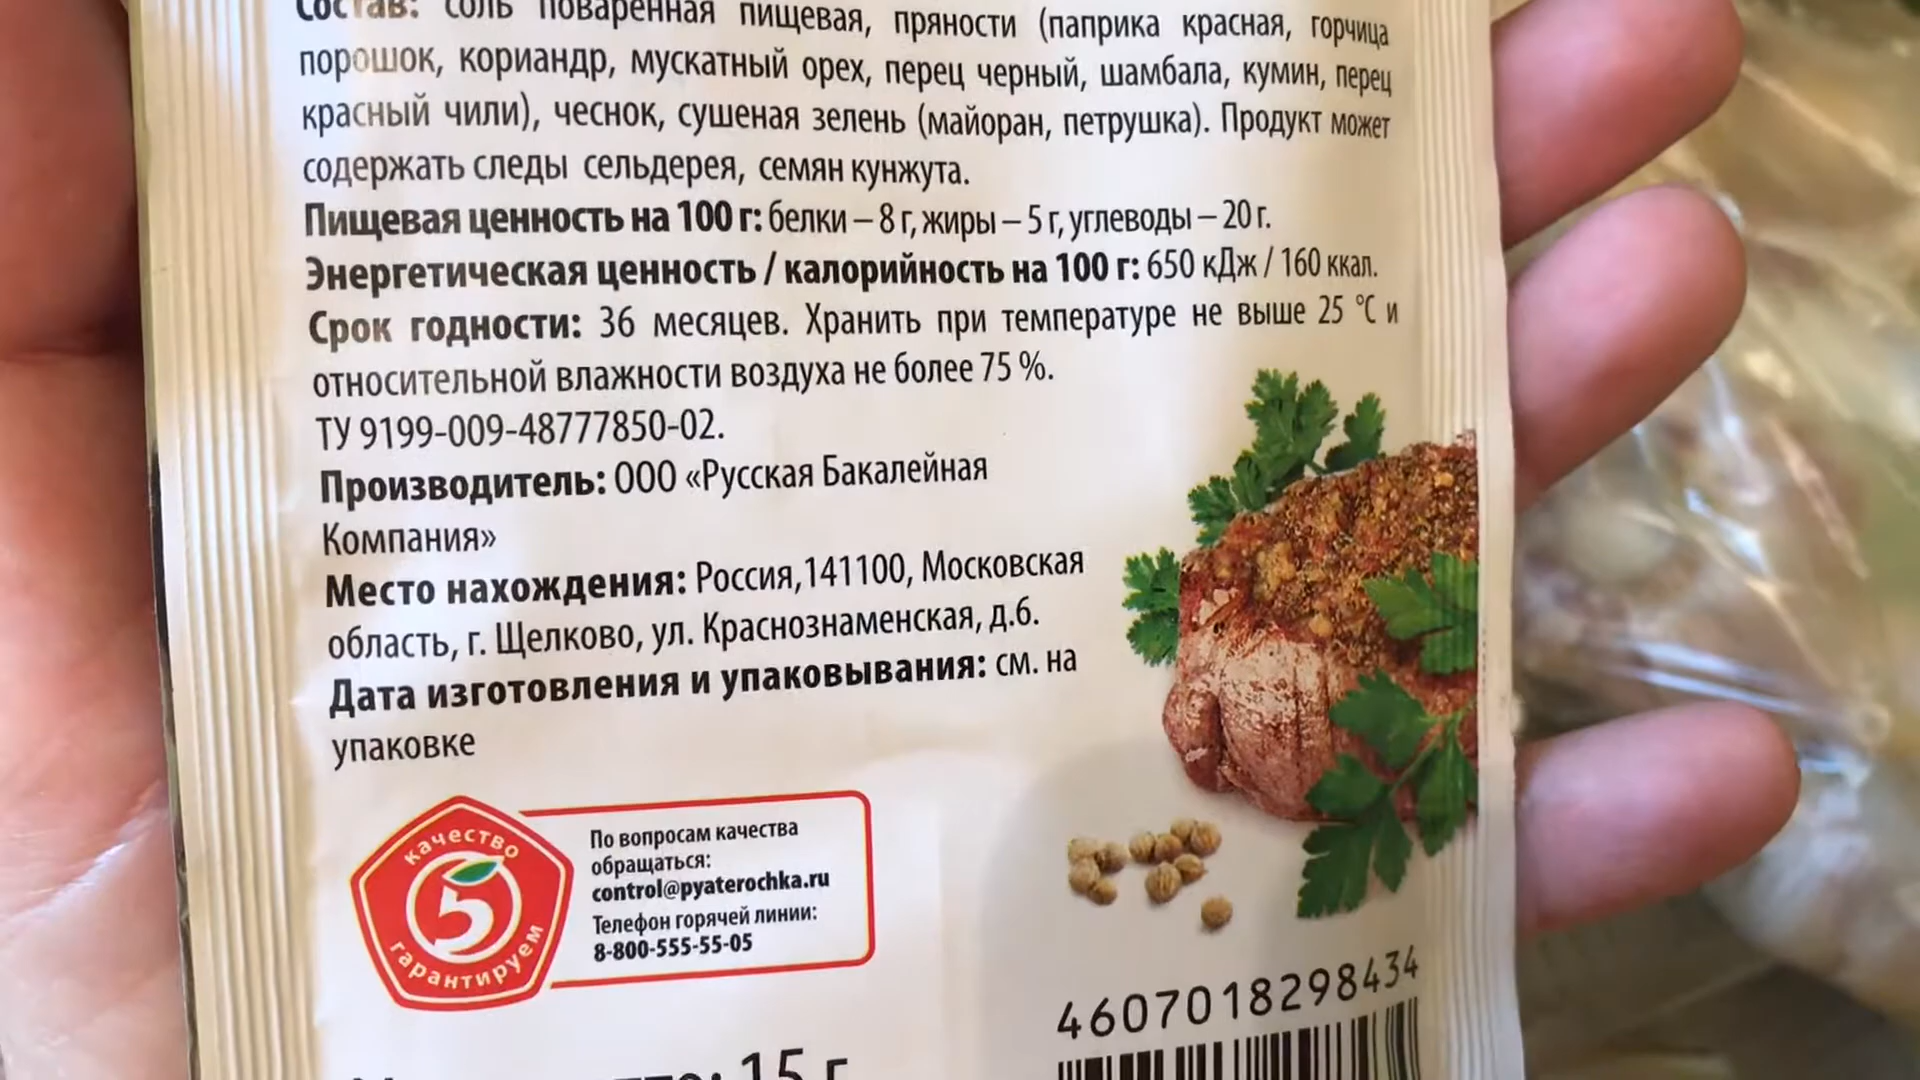 Состав: соль поваренная пищевая, пряности (паприка красная, горчица
порошок, кориандр, мускатный орех, перец черный, шамбала, кумин, перец
красный чили), чеснок, сушеная зелень (майоран, петрушка). Продукт может
содержать следы сельдерея, семян кунжута.
Пищевая ценность на 100 г: белки – 8 г, жиры – 5 г, углеводы – 20 г.
Энергетическая ценность / калорийность на 100 г: 650 кДж / 160 ккал.
Срок годности: 36 месяцев. Хранить при температуре не выше 25 °С и
относительной влажности воздуха не более 75 %.
ТУ 9199-009-48777850-02.
Производитель: ООО «Русская Бакалейная
Компания»
Место нахождения: Россия,141100, Московская
область, г. Щелково, ул. Краснознаменская, д.6.
Дата изготовления и упаковывания: см. на
упаковке
качество
5
гарантируем
По вопросам качества
обращаться:
control@pyaterochka.ru
Телефон горячей линии:
8-800-555-55-05
4607018298434
15 г